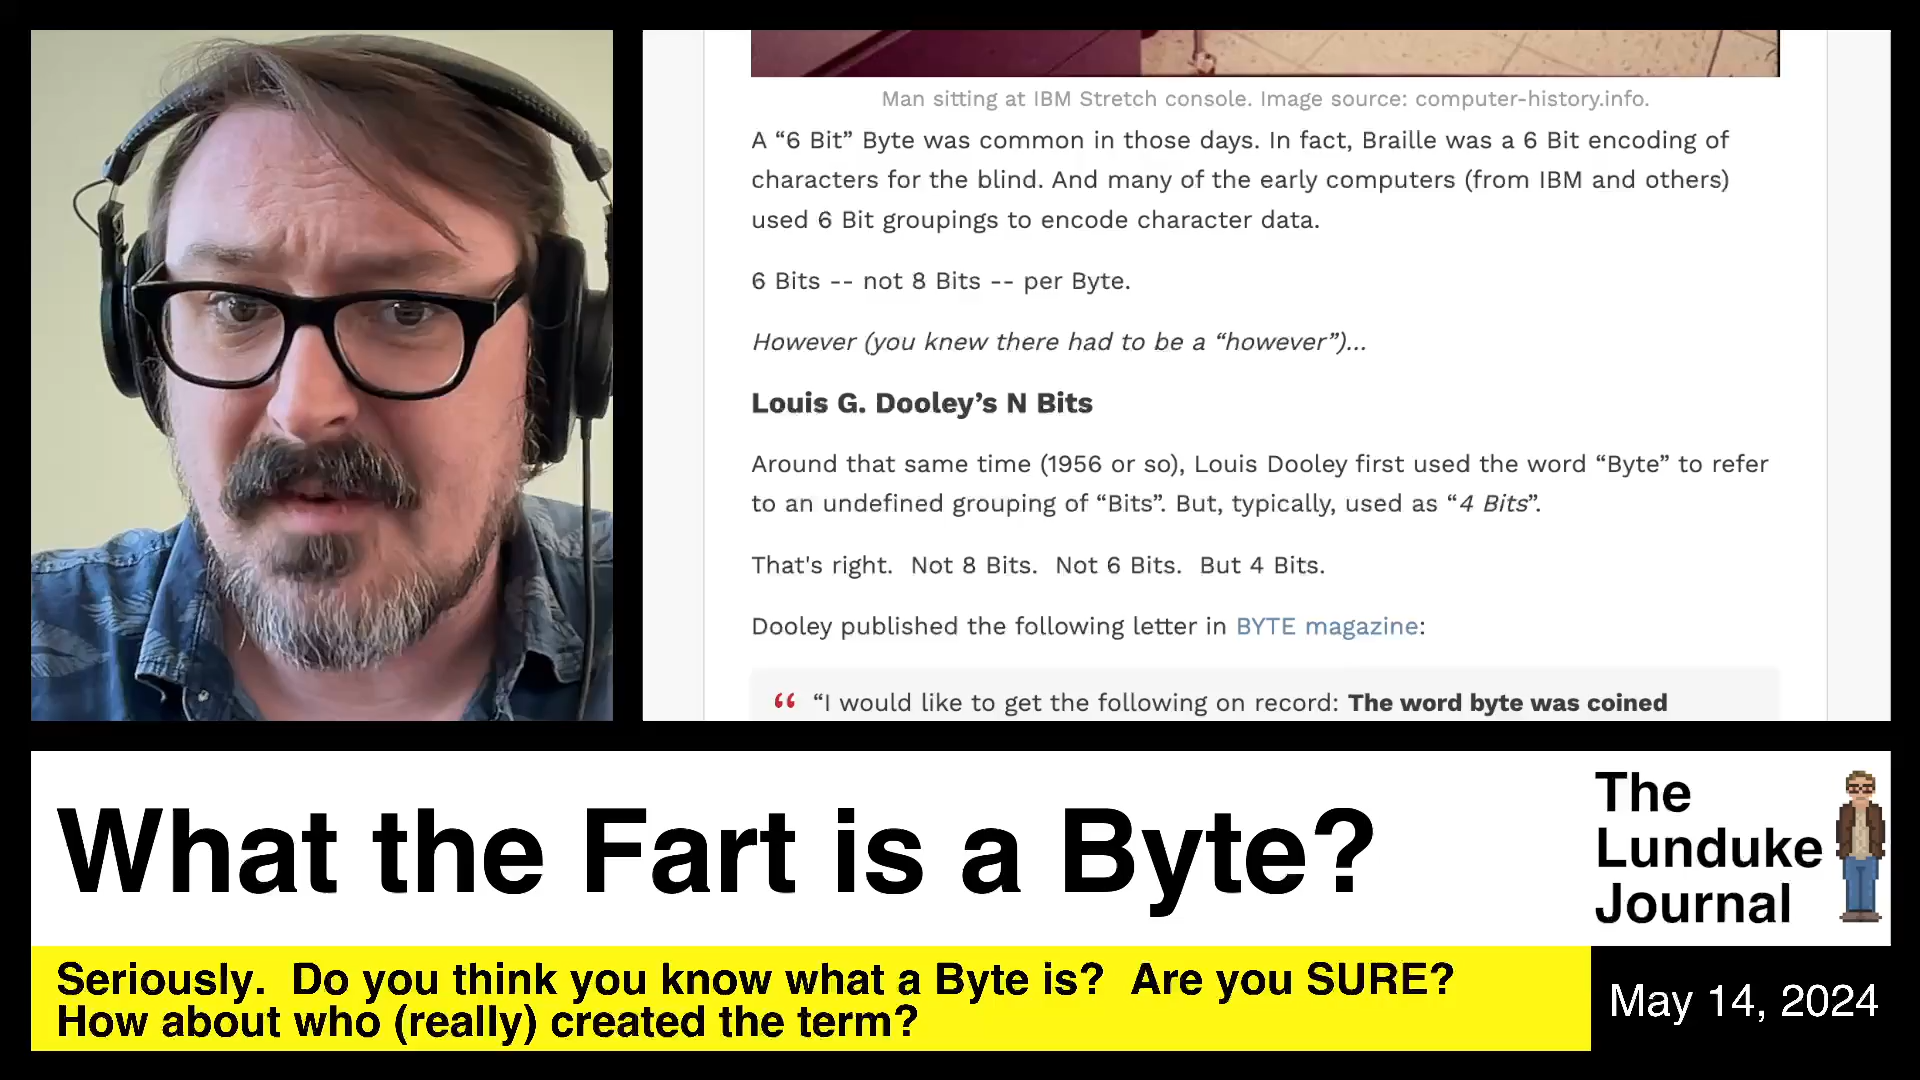 Man sitting at IBM Stretch console. Image source: computer-history.info.
A “6 Bit” Byte was common in those days. In fact, Braille was a 6 Bit encoding of
characters for the blind. And many of the early computers (from IBM and others)
used 6 Bit groupings to encode character data.
6 Bits -- not 8 Bits -- per Byte.
However (you knew there had to be a “however”)...
Louis G. Dooley’s N Bits
Around that same time (1956 or so), Louis Dooley first used the word “Byte” to refer
to an undefined grouping of “Bits”. But, typically, used as “4 Bits”.
That's right.  Not 8 Bits.  Not 6 Bits.  But 4 Bits.
Dooley published the following letter in BYTE magazine:
“I would like to get the following on record: The word byte was coined
What the Fart is a Byte?
The
Lunduke
Journal
Seriously.  Do you think you know what a Byte is?  Are you SURE?
How about who (really) created the term?
May 14, 2024